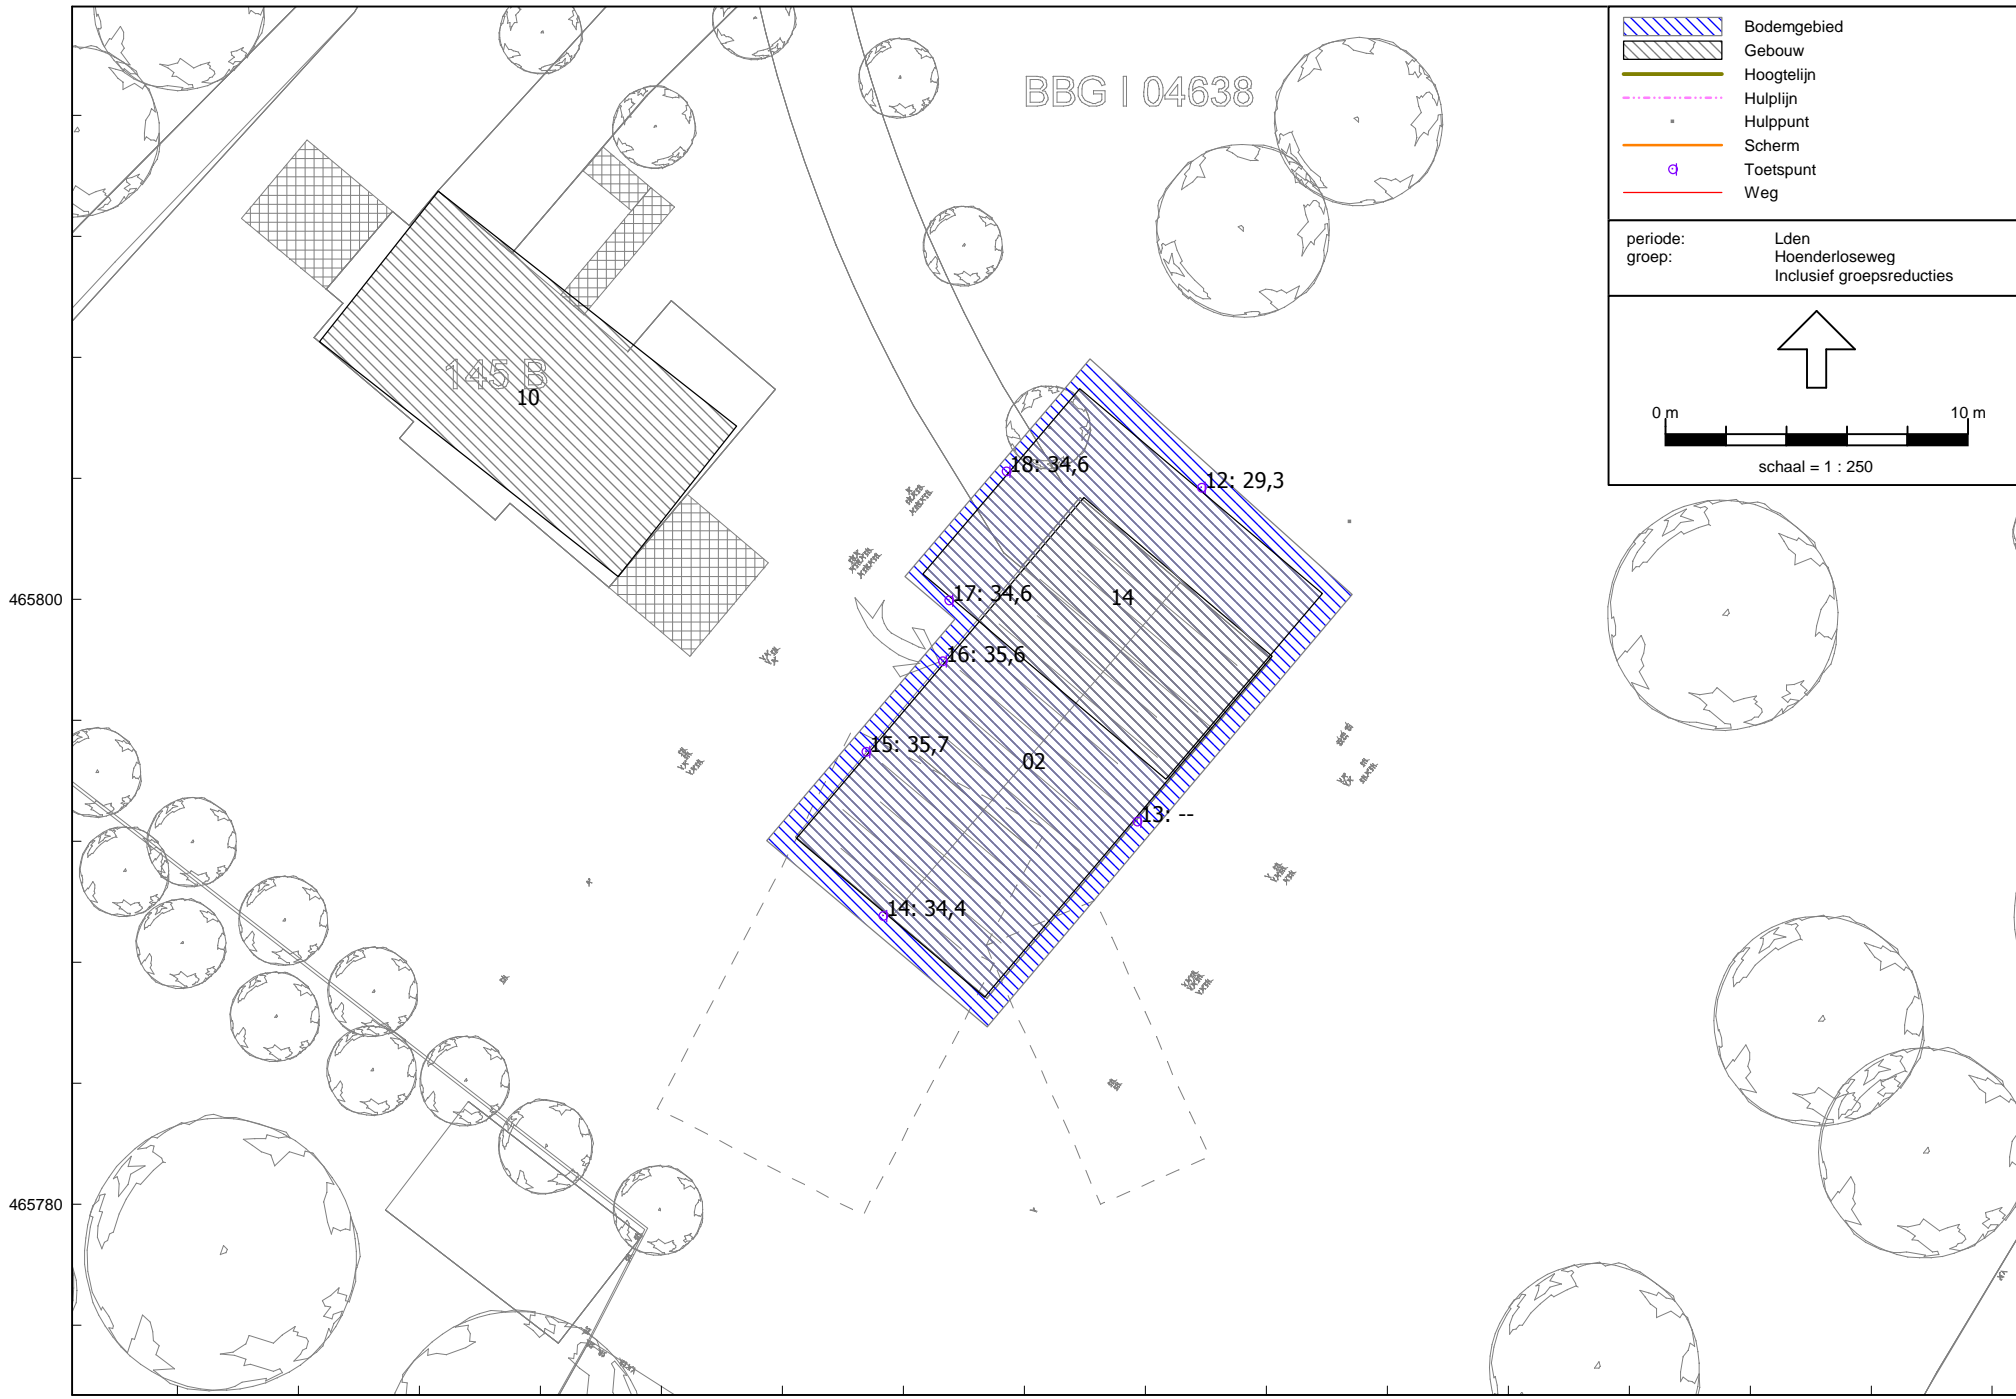 BBG I 04638
Bodemgebied
Gebouw
Hoogtelijn
Hulplijn
Hulppunt
Scherm
Toetspunt
Weg
periode: Lden
groep: Hoenderloseweg
Inclusief groepsreducties
0 m 10 m
schaal = 1 : 250
145 B
10
18: 34,6
12: 29,3
17: 34,6
14
465800
16: 35,6
15: 35,7
02
13: --
14: 34,4
465780